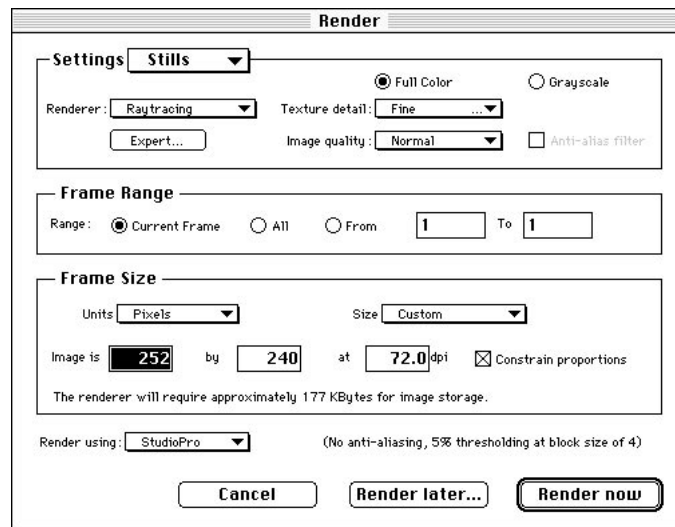 Render
Settings Stills
Full Color Grayscale
Renderer: Raytracing Texture detail: Fine ...
Expert... Image quality: Normal Anti-alias filter
Frame Range
Range: Current Frame All From 1 To 1
Frame Size
Units Pixels Size Custom
Image is 252 by 240 at 72.0 dpi Constrain proportions
The renderer will require approximately 177 KBytes for image storage.
Render using: StudioPro (No anti-aliasing, 5% thresholding at block size of 4)
Cancel Render later... Render now